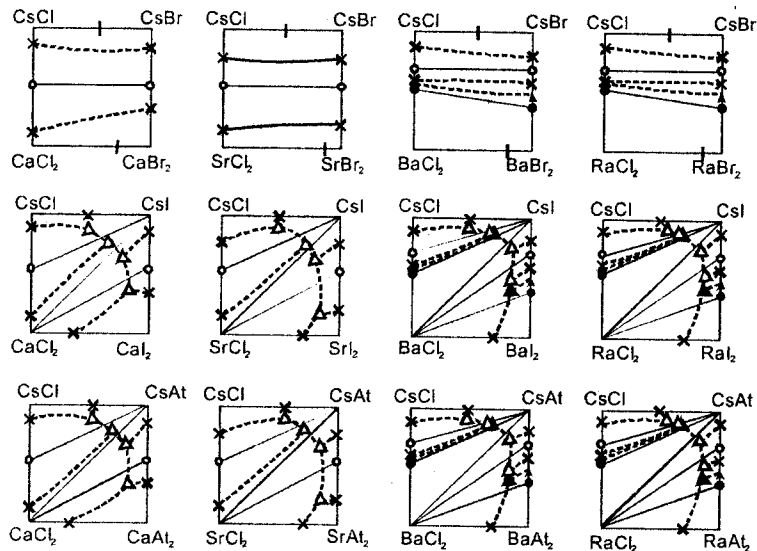 CsCl CsBr CsCl CsBr CsCl CsBr CsCl CsBr
CaCl₂ CaBr₂ SrCl₂ SrBr₂ BaCl₂ BaBr₂ RaCl₂ RaBr₂
CsCl CsI CsCl CsI CsCl CsI CsCl CsI
CaCl₂ CaI₂ SrCl₂ SrI₂ BaCl₂ BaI₂ RaCl₂ RaI₂
CsCl CsAt CsCl CsAt CsCl CsAt CsCl CsAt
CaCl₂ CaAt₂ SrCl₂ SrAt₂ BaCl₂ BaAt₂ RaCl₂ RaAt₂